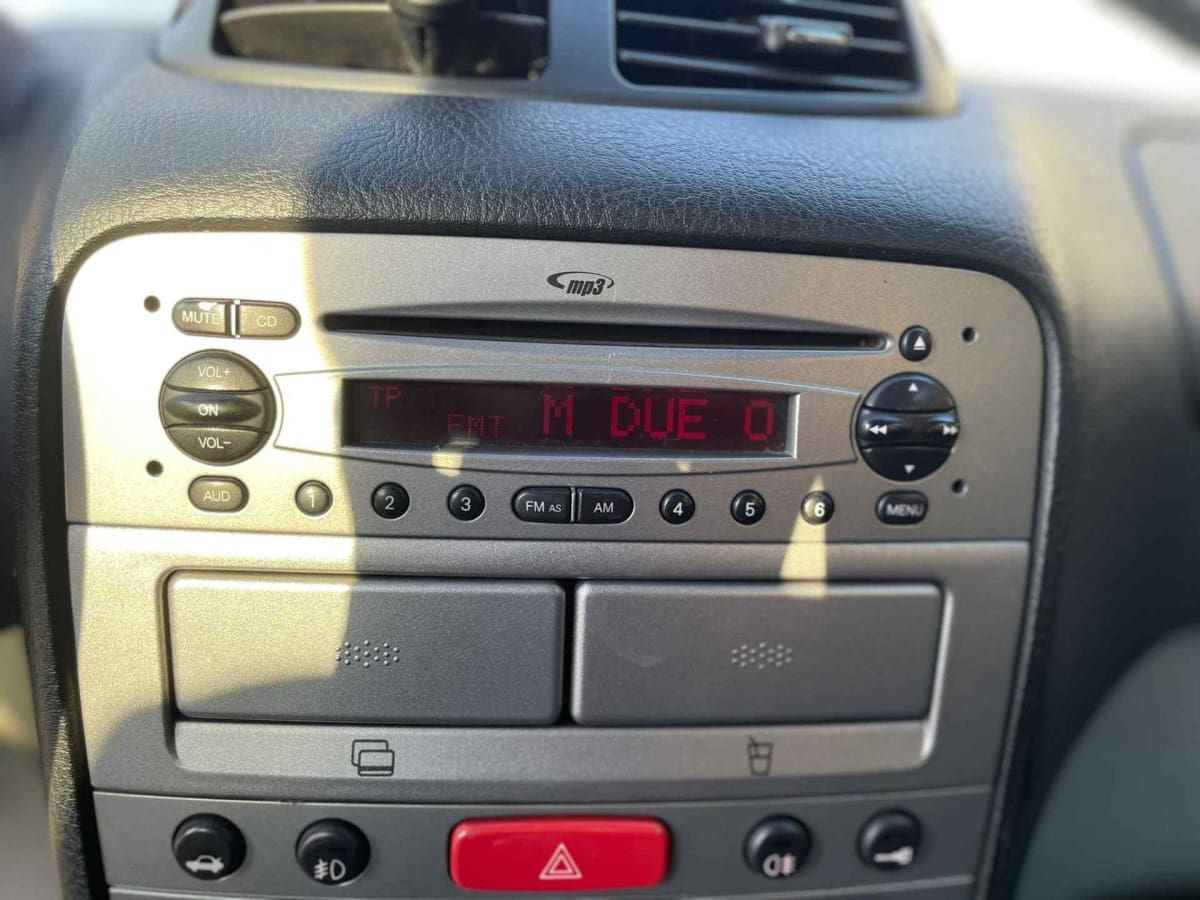 mp3
MUTE CD
VOL+
ON
VOL-
TP
FMT M DUE O
AUD 1 2 3 FM AS AM 4 5 6 MENU